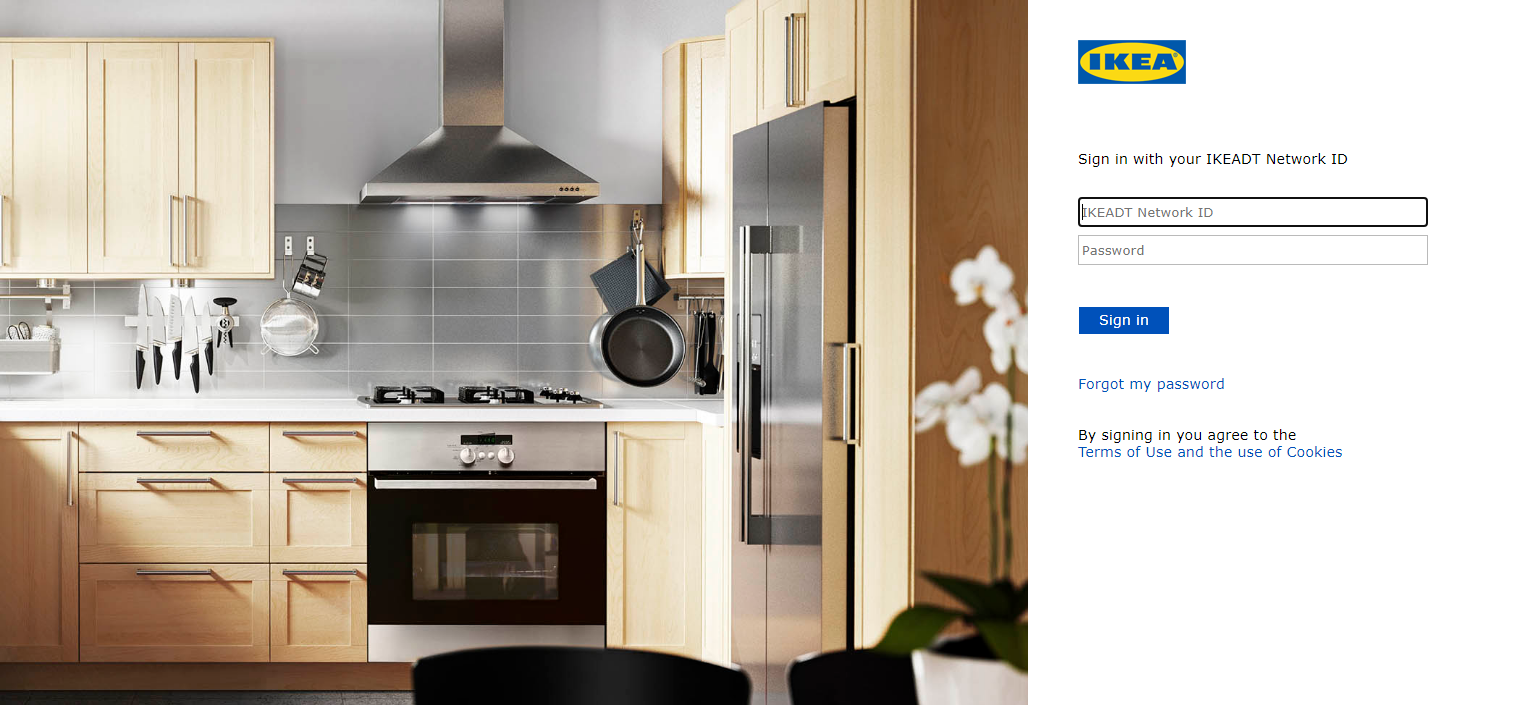 IKEA
Sign in with your IKEADT Network ID
IKEADT Network ID
Password
Sign in
Forgot my password
By signing in you agree to the
Terms of Use and the use of Cookies